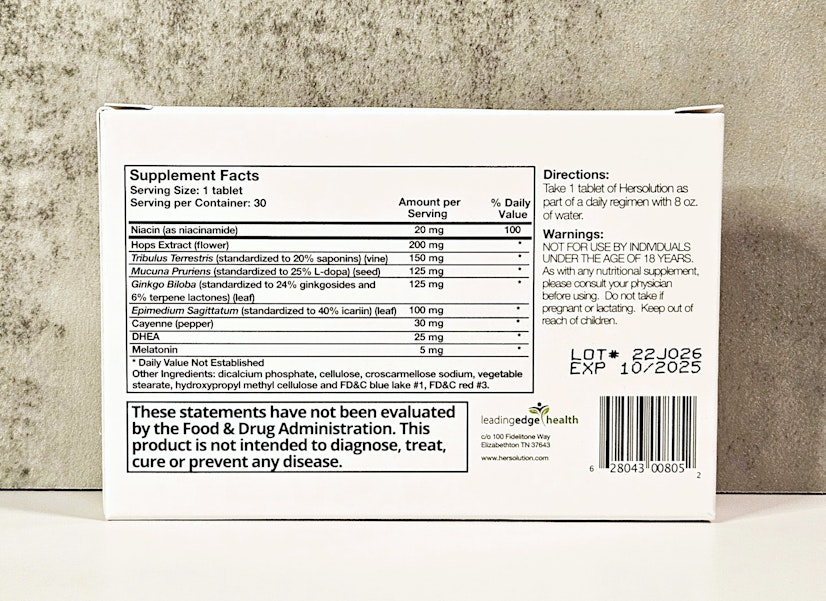 Supplement Facts
Serving Size: 1 tablet
Serving per Container: 30
Amount per Serving
% Daily Value
Niacin (as niacinamide) 20 mg 100
Hops Extract (flower) 200 mg *
Tribulus Terrestris (standardized to 20% saponins) (vine) 150 mg *
Mucuna Pruriens (standardized to 25% L-dopa) (seed) 125 mg *
Ginkgo Biloba (standardized to 24% ginkgosides and 125 mg *
6% terpene lactones) (leaf)
Epimedium Sagittatum (standardized to 40% icariin) (leaf) 100 mg *
Cayenne (pepper) 30 mg *
DHEA 25 mg *
Melatonin 5 mg *
* Daily Value Not Established
Other Ingredients: dicalcium phosphate, cellulose, croscarmellose sodium, vegetable
stearate, hydroxypropyl methyl cellulose and FD&C blue lake #1, FD&C red #3.
These statements have not been evaluated
by the Food & Drug Administration. This
product is not intended to diagnose, treat,
cure or prevent any disease.
Directions:
Take 1 tablet of Hersolution as
part of a daily regimen with 8 oz.
of water.
Warnings:
NOT FOR USE BY INDIVIDUALS
UNDER THE AGE OF 18 YEARS.
As with any nutritional supplement,
please consult your physician
before using. Do not take if
pregnant or lactating. Keep out of
reach of children.
LOT# 22J026
EXP 10/2025
leadingedge health
c/o 100 Fidelitone Way
Elizabethton TN 37643
www.hersolution.com
6 28043 00805 2